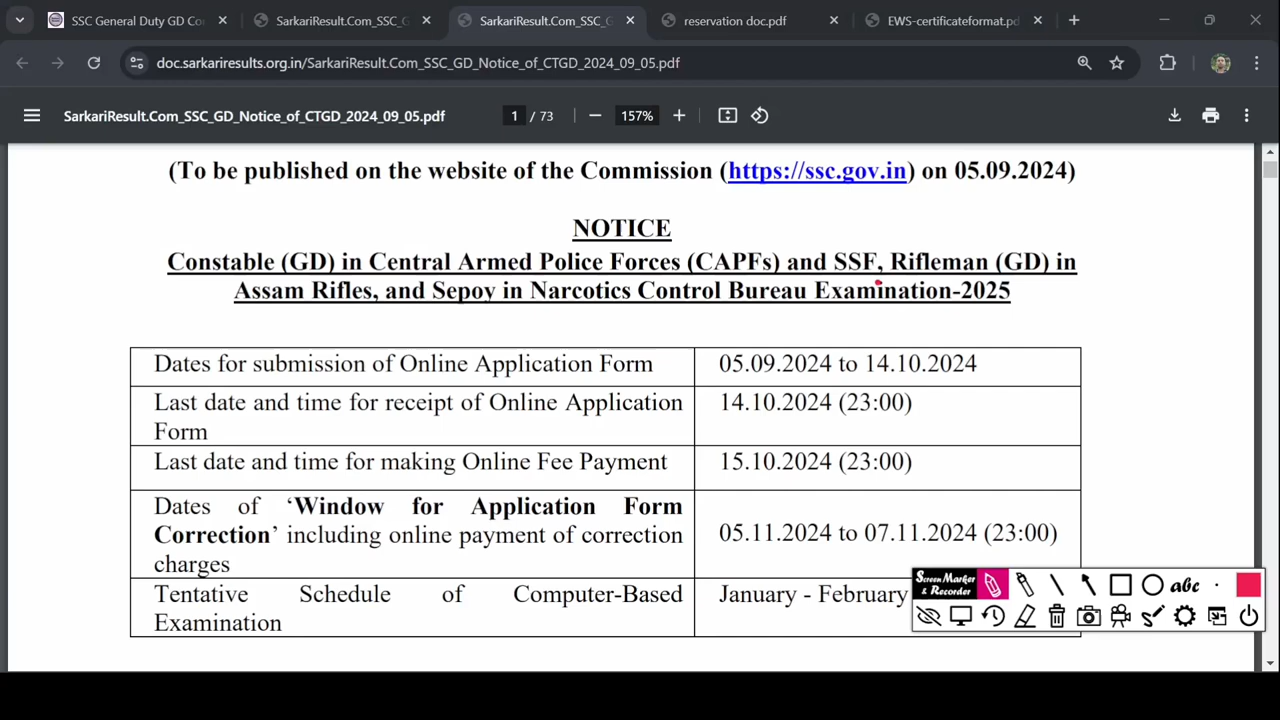 SSC General Duty GD Co
SarkariResult.Com_SSC_G
SarkariResult.Com_SSC_G
reservation doc.pdf
EWS-certificateformat.pd
doc.sarkariresults.org.in/SarkariResult.Com_SSC_GD_Notice_of_CTGD_2024_09_05.pdf
SarkariResult.Com_SSC_GD_Notice_of_CTGD_2024_09_05.pdf
1 / 73
157%
(To be published on the website of the Commission (https://ssc.gov.in) on 05.09.2024)
NOTICE
Constable (GD) in Central Armed Police Forces (CAPFs) and SSF, Rifleman (GD) in
Assam Rifles, and Sepoy in Narcotics Control Bureau Examination-2025
Dates for submission of Online Application Form
05.09.2024 to 14.10.2024
Last date and time for receipt of Online Application
Form
14.10.2024 (23:00)
Last date and time for making Online Fee Payment
15.10.2024 (23:00)
Dates of ‘Window for Application Form
Correction’ including online payment of correction
charges
05.11.2024 to 07.11.2024 (23:00)
Tentative Schedule of Computer-Based
Examination
January - February
Screen Marker
& Recorder
abc